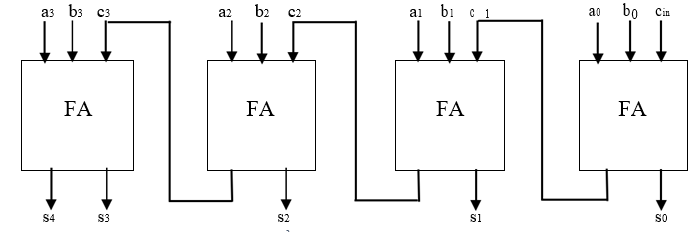 a3 b3 c3 a2 b2 c2 a1 b1 c 1 a0 b0 cin
FA FA FA FA
s4 s3 s2 s1 s0